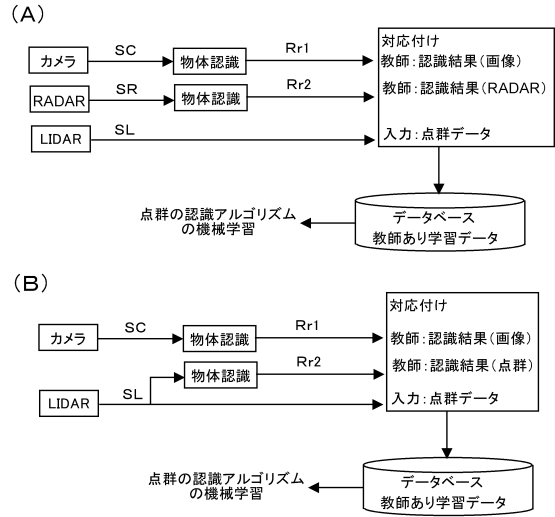 (A)
カメラ
SC
物体認識
Rr1
RADAR
SR
物体認識
Rr2
LIDAR
SL
対応付け
教師：認識結果（画像）
教師：認識結果（RADAR）
入力：点群データ
データベース
教師あり学習データ
点群の認識アルゴリズム
の機械学習
(B)
カメラ
SC
物体認識
Rr1
物体認識
Rr2
LIDAR
SL
対応付け
教師：認識結果（画像）
教師：認識結果（点群）
入力：点群データ
データベース
教師あり学習データ
点群の認識アルゴリズム
の機械学習